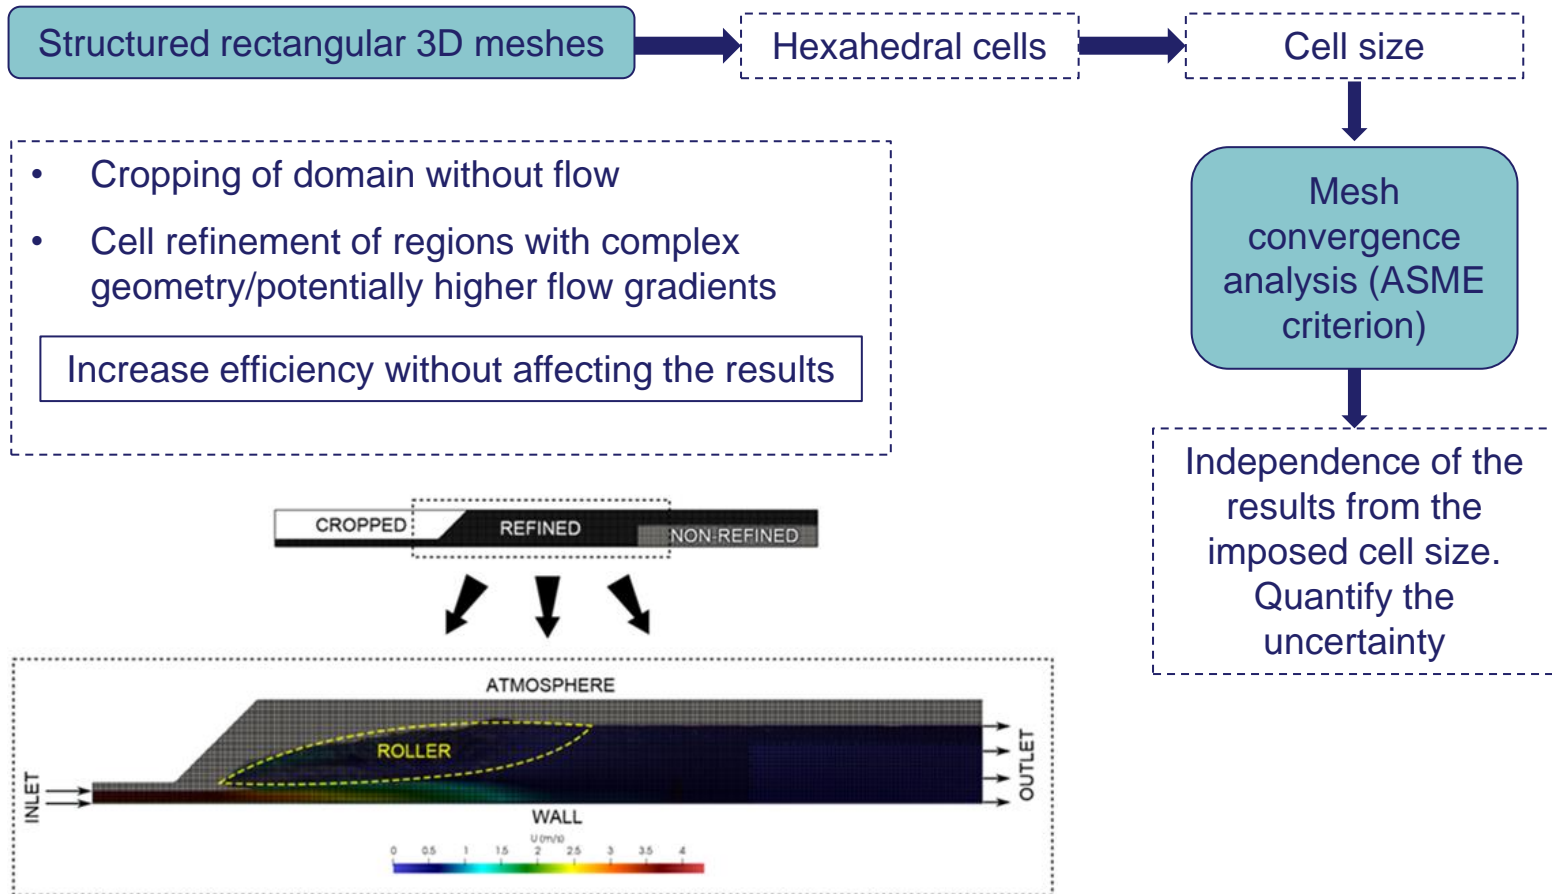 Structured rectangular 3D meshes
Hexahedral cells
Cell size
• Cropping of domain without flow
• Cell refinement of regions with complex
geometry/potentially higher flow gradients
Increase efficiency without affecting the results
Mesh
convergence
analysis (ASME
criterion)
Independence of the
results from the
imposed cell size.
Quantify the
uncertainty
CROPPED
REFINED
NON-REFINED
ATMOSPHERE
ROLLER
INLET
OUTLET
WALL
U (m/s)
0 0.5 1 1.5 2 2.5 3 3.5 4